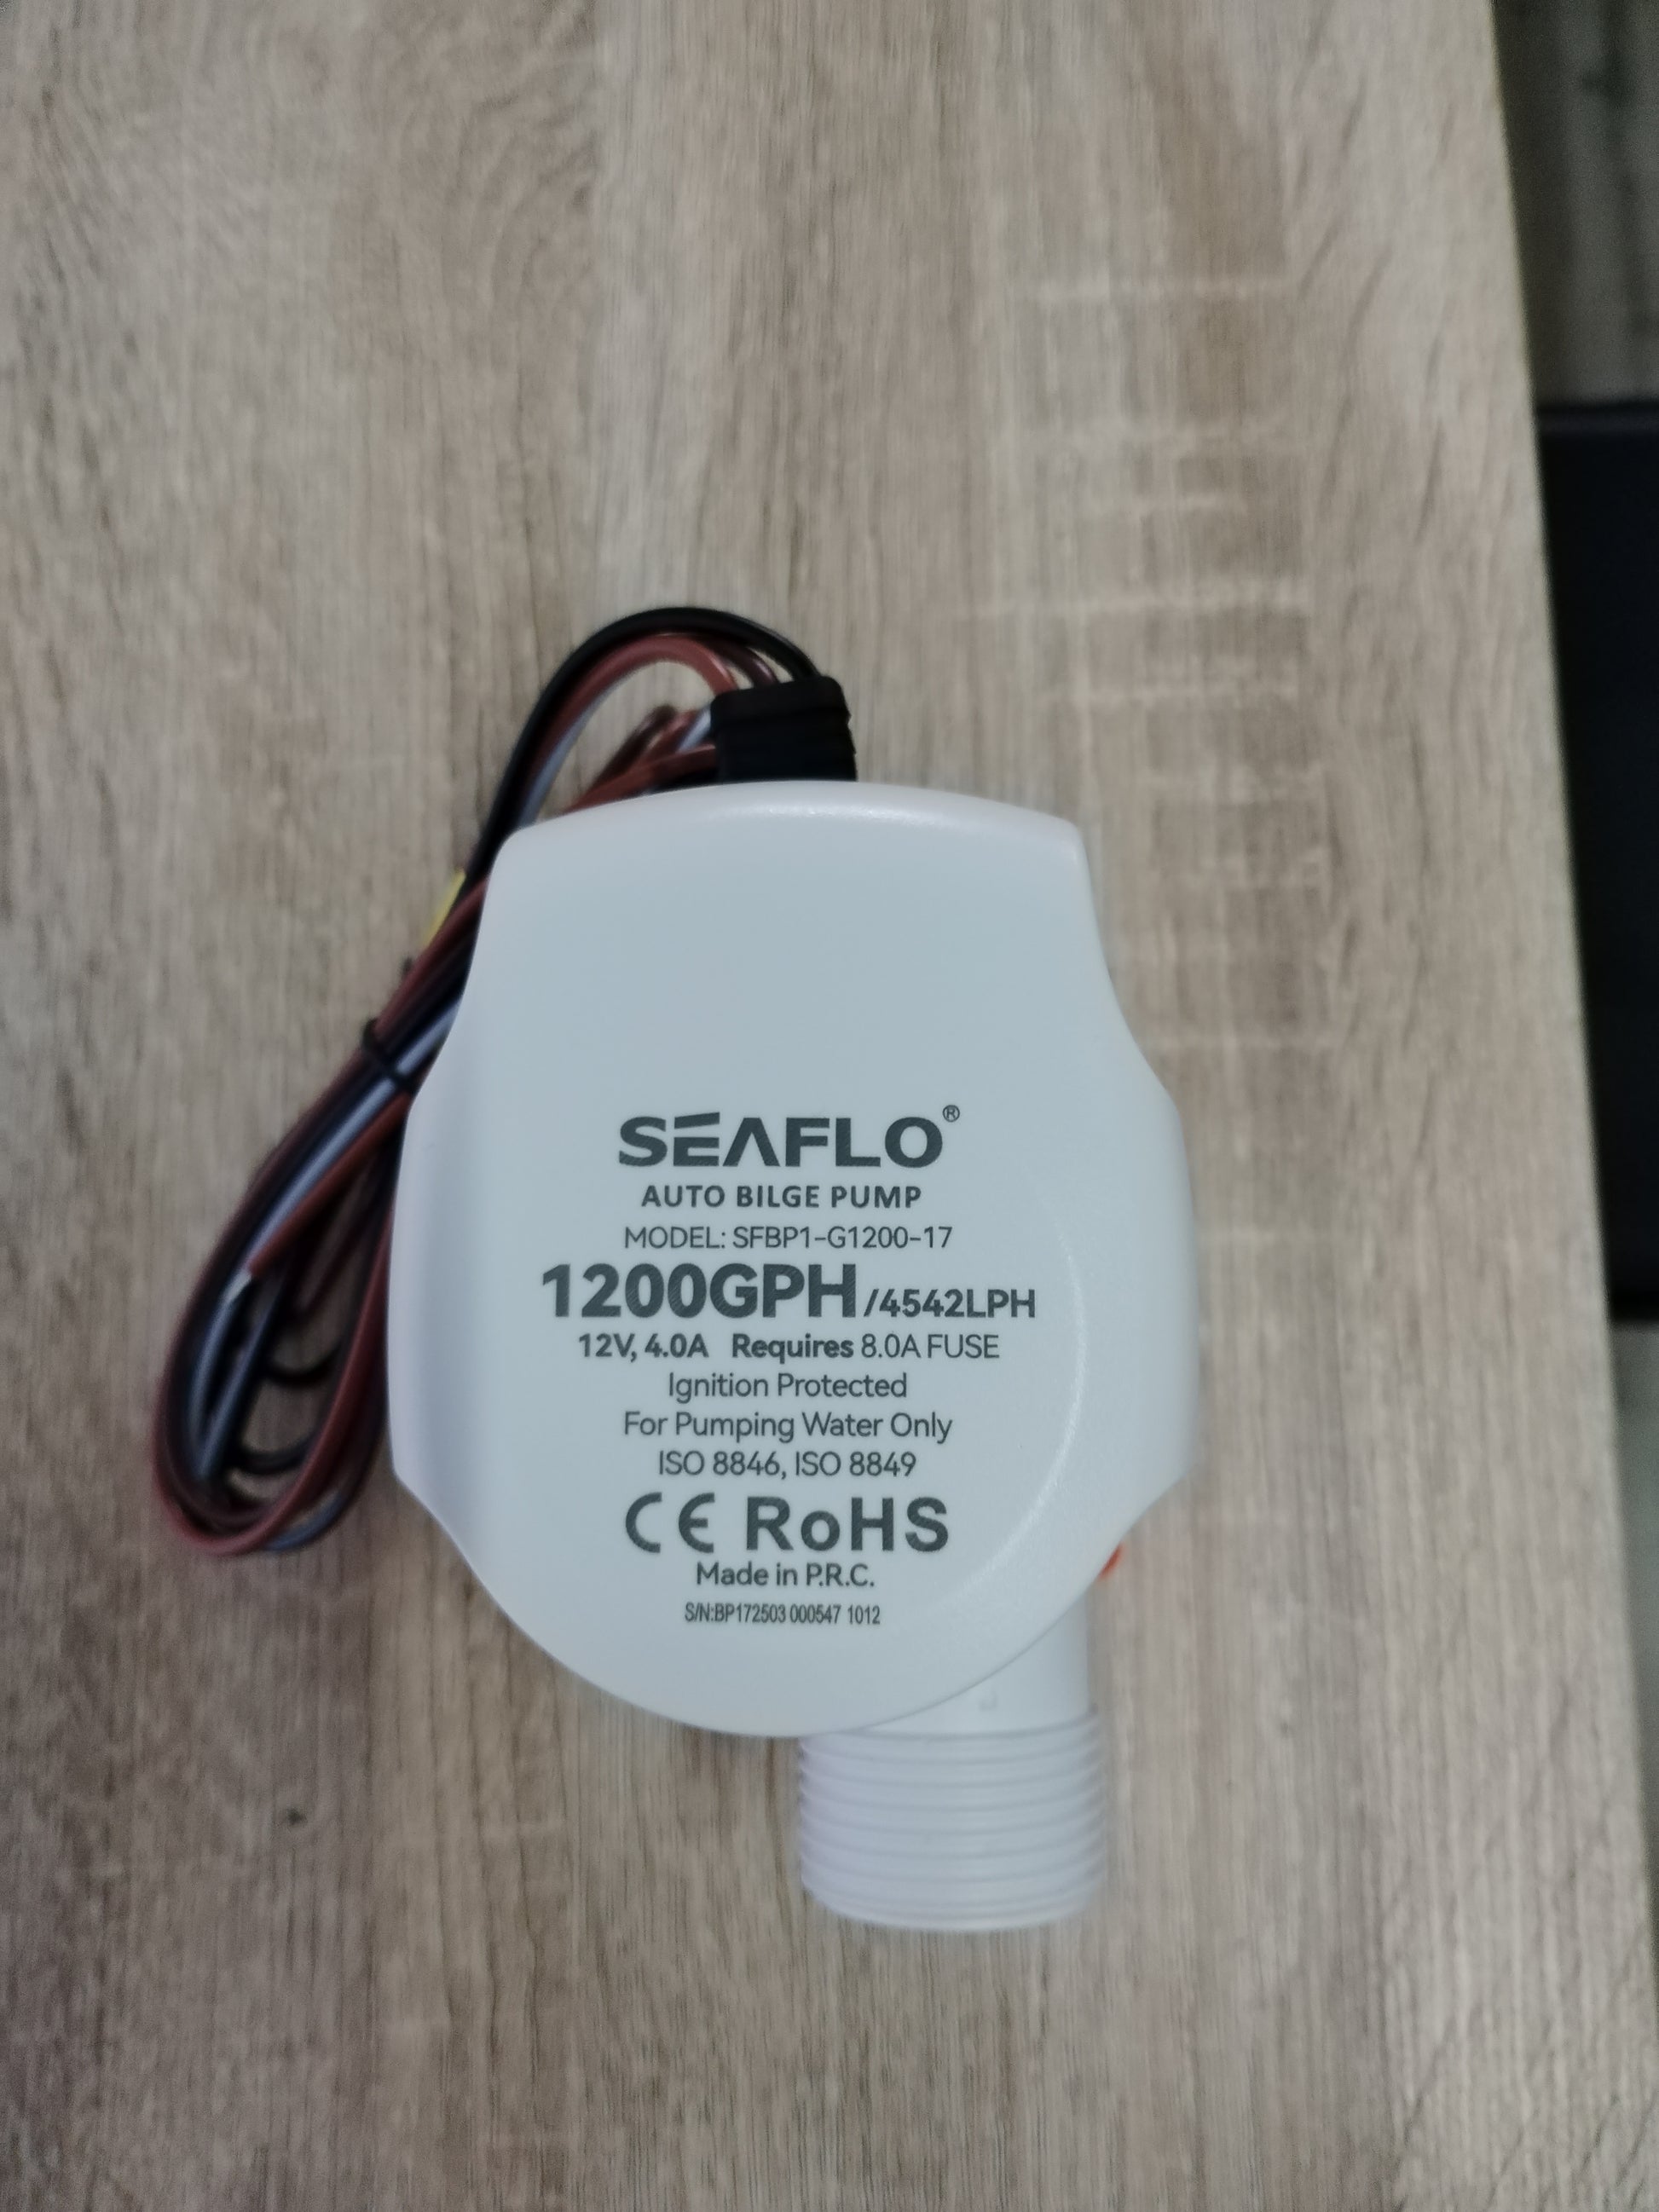 SEAFLO®
AUTO BILGE PUMP
MODEL: SFBP1-G1200-17
1200GPH/4542LPH
12V, 4.0A Requires 8.0A FUSE
Ignition Protected
For Pumping Water Only
ISO 8846, ISO 8849
CE RoHS
Made in P.R.C.
S/N:BP172503 000547 1012